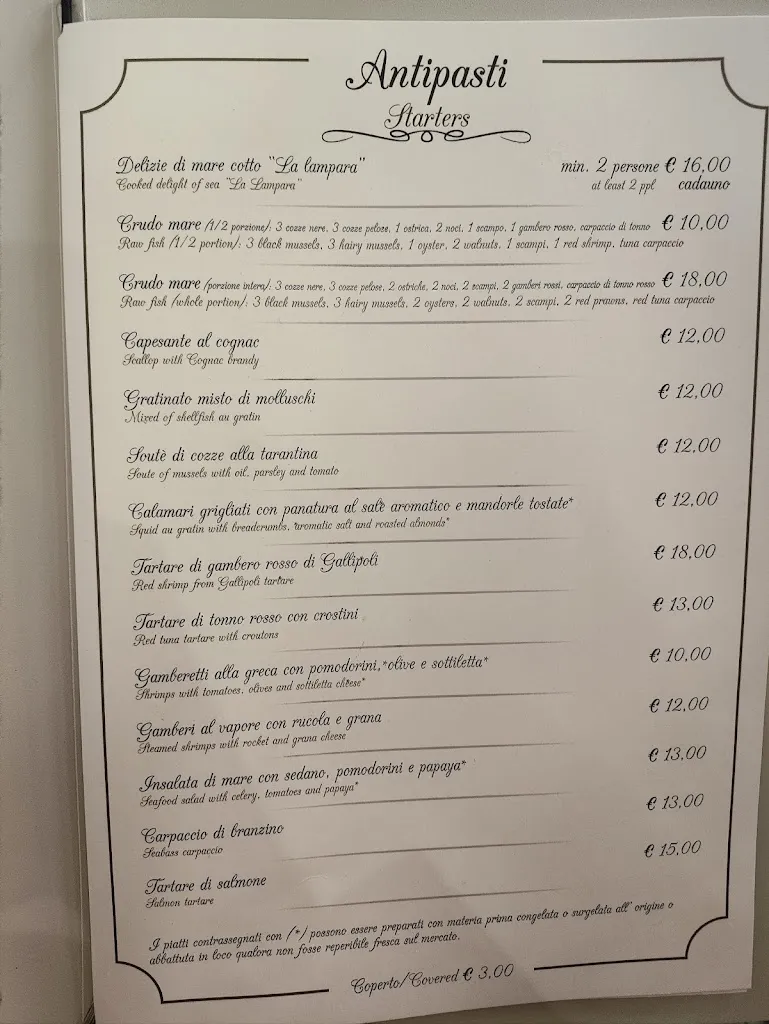 Antipasti
Starters
Delizie di mare cotto "La lampara" min. 2 persone € 16,00
Cooked delight of sea "La Lampara" at least 2 ppl cadauno
Crudo mare (1/2 porzione): 3 cozze nere, 3 cozze pelose, 1 ostrica, 2 noci, 1 scampo, 1 gambero rosso, carpaccio di tonno € 10,00
Raw fish (1/2 portion): 3 black mussels, 3 hairy mussels, 1 oyster, 2 walnuts, 1 scampi, 1 red shrimp, tuna carpaccio
Crudo mare (porzione intera): 3 cozze nere, 3 cozze pelose, 2 ostriche, 2 noci, 2 scampi, 2 gamberi rossi, carpaccio di tonno rosso € 18,00
Raw fish (whole portion): 3 black mussels, 3 hairy mussels, 2 oysters, 2 walnuts, 2 scampi, 2 red prawns, red tuna carpaccio
Capesante al cognac € 12,00
Scallop with Cognac brandy
Gratinato misto di molluschi € 12,00
Mixed of shellfish au gratin
Soutè di cozze alla tarantina € 12,00
Soute of mussels with oil, parsley and tomato
Calamari grigliati con panatura al sale aromatico e mandorle tostate* € 12,00
Squid au gratin with breadcrumbs, aromatic salt and roasted almonds*
Tartare di gambero rosso di Gallipoli € 18,00
Red shrimp from Gallipoli tartare
Tartare di tonno rosso con crostini € 13,00
Red tuna tartare with croutons
Gamberetti alla greca con pomodorini,*olive e sottiletta* € 10,00
Shrimps with tomatoes, olives and sottiletta cheese*
Gamberi al vapore con rucola e grana € 12,00
Steamed shrimps with rocket and grana cheese
Insalata di mare con sedano, pomodorini e papaya* € 13,00
Seafood salad with celery, tomatoes and papaya*
Carpaccio di branzino € 13,00
Seabass carpaccio
Tartare di salmone € 15,00
Salmon tartare
I piatti contrassegnati con (*) possono essere preparati con materia prima congelata o surgelata all' origine o
abbattuta in loco qualora non fosse reperibile fresca sul mercato.
Coperto/Covered € 3,00